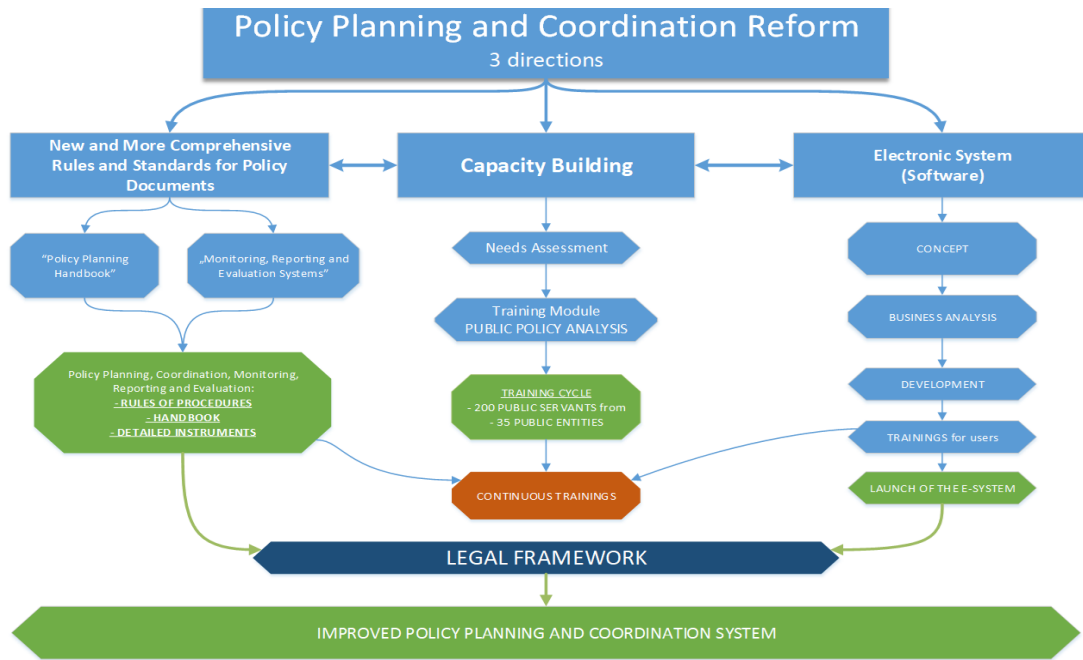 Policy Planning and Coordination Reform
3 directions
New and More Comprehensive
Rules and Standards for Policy
Documents
Capacity Building
Electronic System
(Software)
“Policy Planning
Handbook”
„Monitoring, Reporting and
Evaluation Systems”
Needs Assessment
CONCEPT
Training Module
PUBLIC POLICY ANALYSIS
BUSINESS ANALYSIS
Policy Planning, Coordination, Monitoring,
Reporting and Evaluation:
- RULES OF PROCEDURES
- HANDBOOK
- DETAILED INSTRUMENTS
TRAINING CYCLE
- 200 PUBLIC SERVANTS from
- 35 PUBLIC ENTITIES
DEVELOPMENT
TRAININGS for users
CONTINUOUS TRAININGS
LAUNCH OF THE E-SYSTEM
LEGAL FRAMEWORK
IMPROVED POLICY PLANNING AND COORDINATION SYSTEM